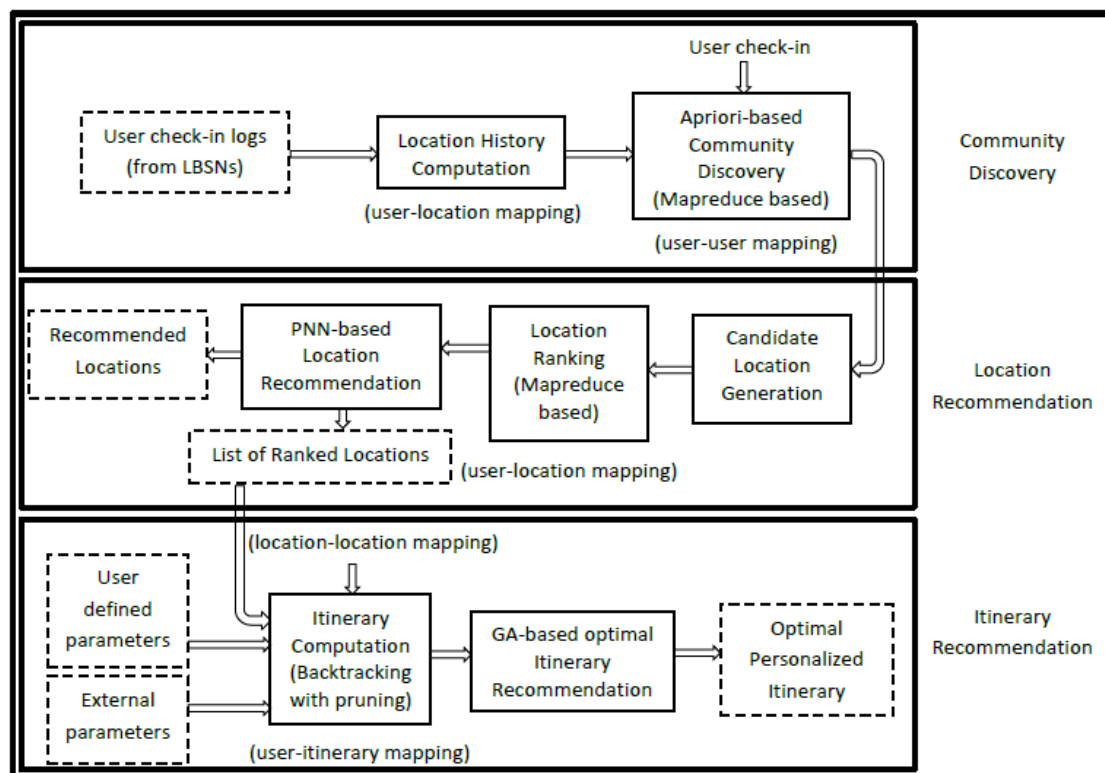 User check-in
User check-in logs
(from LBSNs)
Location History
Computation
(user-location mapping)
Apriori-based
Community
Discovery
(Mapreduce based)
(user-user mapping)
Community
Discovery
Recommended
Locations
PNN-based
Location
Recommendation
Location
Ranking
(Mapreduce
based)
Candidate
Location
Generation
List of Ranked Locations
(user-location mapping)
Location
Recommendation
(location-location mapping)
User
defined
parameters
External
parameters
Itinerary
Computation
(Backtracking
with pruning)
(user-itinerary mapping)
GA-based optimal
Itinerary
Recommendation
Optimal
Personalized
Itinerary
Itinerary
Recommendation